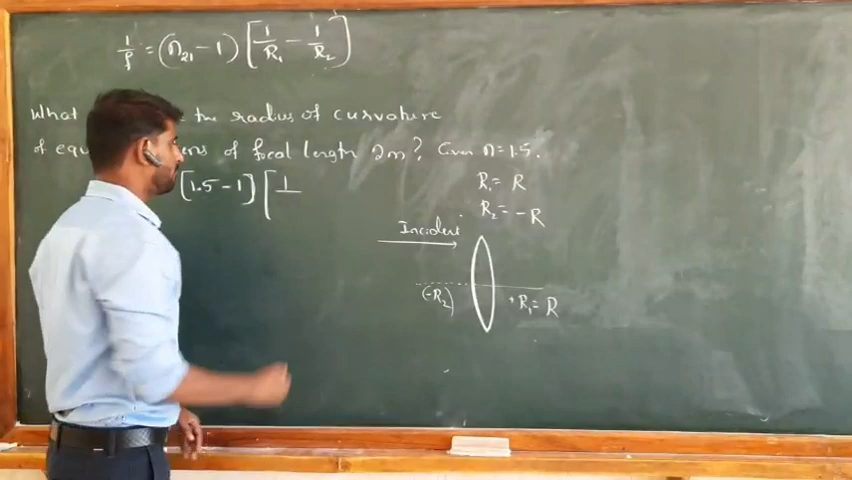 1/f = (n₂₁ - 1) [1/R₁ - 1/R₂]
What the radius of curvature
of equ ens of focal length 2m? Given n = 1.5.
[1.5 - 1] [1
R₁ = R
R₂ = -R
Incident
(-R₂)
+R₁ = R